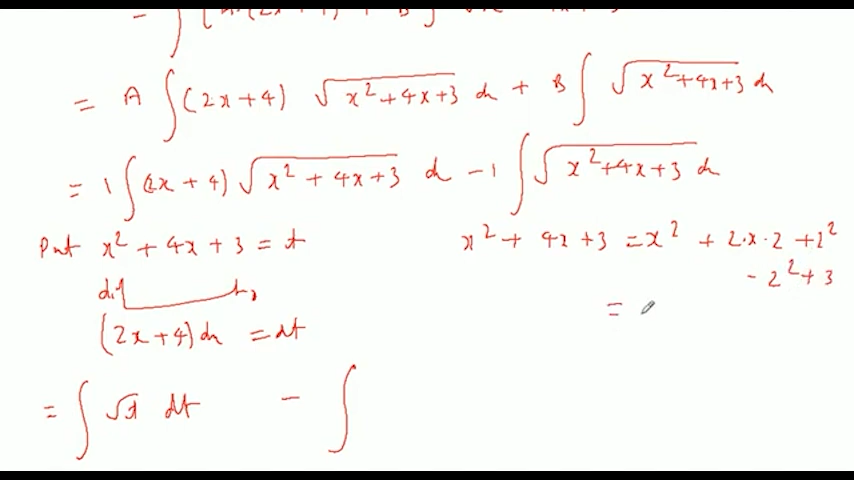 = A ∫ (2x+4) √(x²+4x+3) dx + B ∫ √(x²+4x+3) dx
= 1 ∫ (2x+4) √(x²+4x+3) dx - 1 ∫ √(x²+4x+3) dx
Put x² + 4x + 3 = t
x² + 4x + 3 = x² + 2.x.2 + 2²
- 2² + 3
=
(2x+4) dx = dt
= ∫ √t dt - ∫